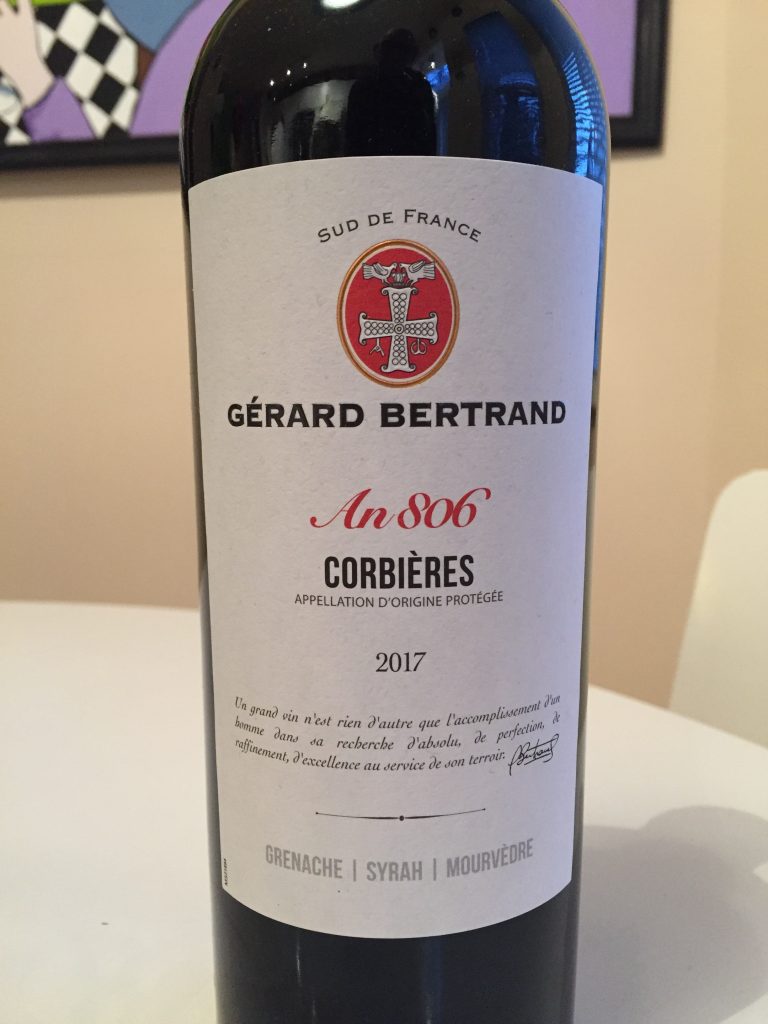 SUD DE FRANCE
GÉRARD BERTRAND
An 806
CORBIÈRES
APPELLATION D'ORIGINE PROTÉGÉE
2017
Un grand vin n'est rien d'autre que l'accomplissement d'un
homme dans sa recherche d'absolu, de perfection, de
raffinement, d'excellence au service de son terroir.
GRENACHE | SYRAH | MOURVÈDRE